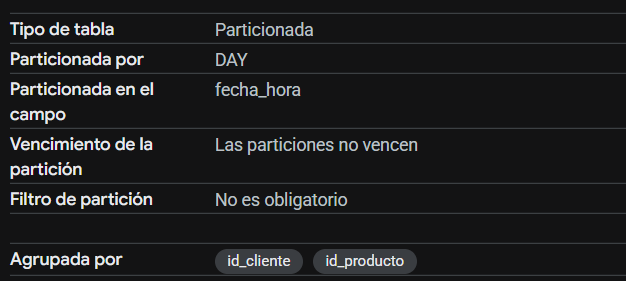 Tipo de tabla Particionada
Particionada por DAY
Particionada en el campo fecha_hora
Vencimiento de la partición Las particiones no vencen
Filtro de partición No es obligatorio
Agrupada por id_cliente id_producto